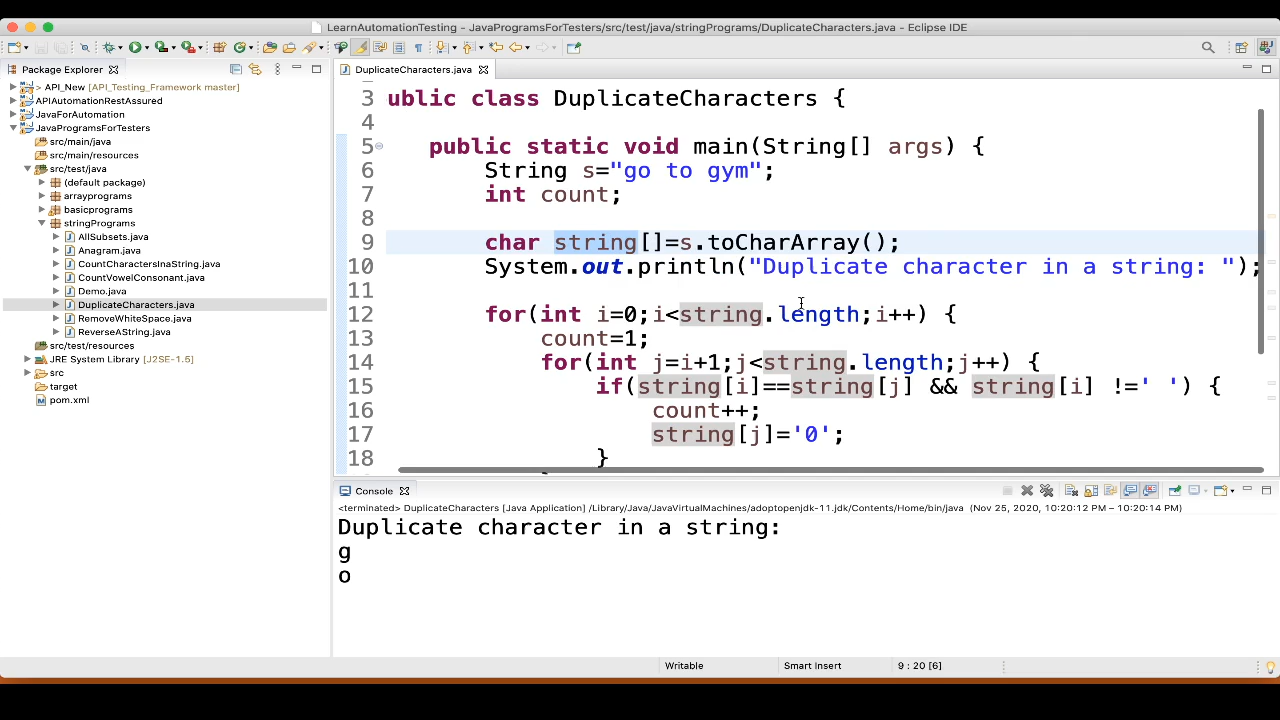 LearnAutomationTesting - JavaProgramsForTesters/src/test/java/stringPrograms/DuplicateCharacters.java - Eclipse IDE
Package Explorer
> API_New [API_Testing_Framework master]
APIAutomationRestAssured
JavaForAutomation
JavaProgramsForTesters
src/main/java
src/main/resources
src/test/java
(default package)
arrayprograms
basicprograms
stringPrograms
AllSubsets.java
Anagram.java
CountCharactersInaString.java
CountVowelConsonant.java
Demo.java
DuplicateCharacters.java
RemoveWhiteSpace.java
ReverseAString.java
src/test/resources
JRE System Library [J2SE-1.5]
src
target
pom.xml
DuplicateCharacters.java
3 ublic class DuplicateCharacters {
4
5 public static void main(String[] args) {
6 String s="go to gym";
7 int count;
8
9 char string[]=s.toCharArray();
10 System.out.println("Duplicate character in a string: ");
11
12 for(int i=0;i<string.length;i++) {
13 count=1;
14 for(int j=i+1;j<string.length;j++) {
15 if(string[i]==string[j] && string[i] !=' ') {
16 count++;
17 string[j]='0';
18 }
Console
<terminated> DuplicateCharacters [Java Application] /Library/Java/JavaVirtualMachines/adoptopenjdk-11.jdk/Contents/Home/bin/java (Nov 25, 2020, 10:20:12 PM – 10:20:14 PM)
Duplicate character in a string:
g
o
Writable Smart Insert 9 : 20 [6]